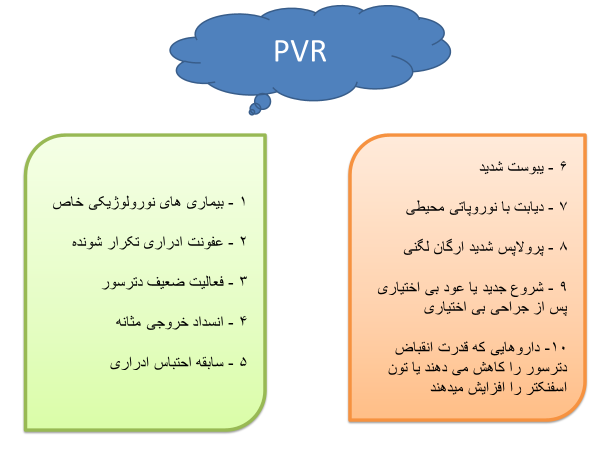 PVR
۱ - بیماری های نورولوژیکی خاص
۲ - عفونت ادراری تکرار شونده
۳ - فعالیت ضعیف دترسور
۴ - انسداد خروجی مثانه
۵ - سابقه احتباس ادراری
۶ - یبوست شدید
۷ - دیابت با نوروپاتی محیطی
۸ - پرولاپس شدید ارگان لگنی
۹ - شروع جدید یا عود بی اختیاری
پس از جراحی بی اختیاری
۱۰- داروهایی که قدرت انقباض
دترسور را کاهش می دهند یا تون
اسفنکتر را افزایش میدهند